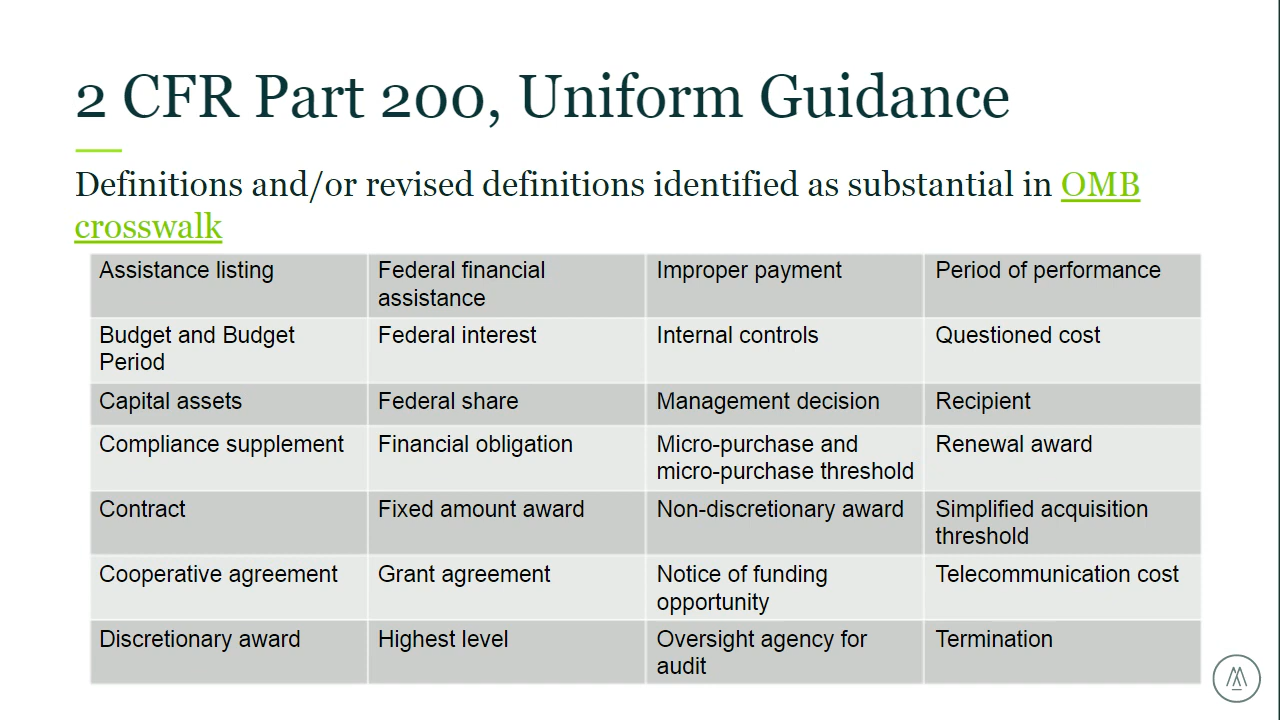 2 CFR Part 200, Uniform Guidance
Definitions and/or revised definitions identified as substantial in OMB
crosswalk
Assistance listing
Federal financial
assistance
Improper payment
Period of performance
Budget and Budget
Period
Federal interest
Internal controls
Questioned cost
Capital assets
Federal share
Management decision
Recipient
Compliance supplement
Financial obligation
Micro-purchase and
micro-purchase threshold
Renewal award
Contract
Fixed amount award
Non-discretionary award
Simplified acquisition
threshold
Cooperative agreement
Grant agreement
Notice of funding
opportunity
Telecommunication cost
Discretionary award
Highest level
Oversight agency for
audit
Termination